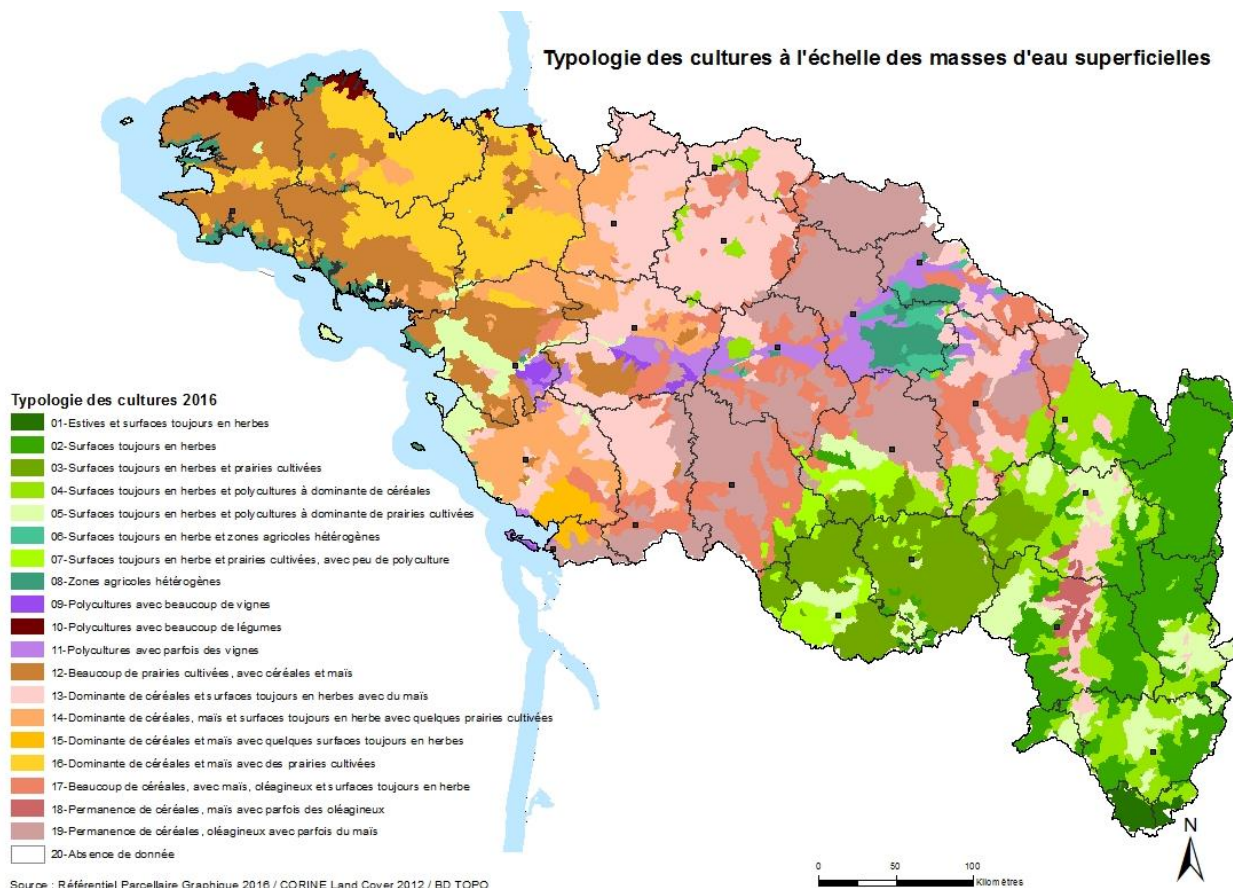 Typologie des cultures à l'échelle des masses d'eau superficielles
Typologie des cultures 2016
01-Estives et surfaces toujours en herbes
02-Surfaces toujours en herbes
03-Surfaces toujours en herbes et prairies cultivées
04-Surfaces toujours en herbes et polycultures à dominante de céréales
05-Surfaces toujours en herbes et polycultures à dominante de prairies cultivées
06-Surfaces toujours en herbe et zones agricoles hétérogènes
07-Surfaces toujours en herbe et prairies cultivées, avec peu de polyculture
08-Zones agricoles hétérogènes
09-Polycultures avec beaucoup de vignes
10-Polycultures avec beaucoup de légumes
11-Polycultures avec parfois des vignes
12-Beaucoup de prairies cultivées, avec céréales et maïs
13-Dominante de céréales et surfaces toujours en herbes avec du maïs
14-Dominante de céréales, maïs et surfaces toujours en herbe avec quelques prairies cultivées
15-Dominante de céréales et maïs avec quelques surfaces toujours en herbes
16-Dominante de céréales et maïs avec des prairies cultivées
17-Beaucoup de céréales, avec maïs, oléagineux et surfaces toujours en herbe
18-Permanence de céréales, maïs avec parfois des oléagineux
19-Permanence de céréales, oléagineux avec parfois du maïs
20-Absence de donnée
N
0 50 100
Kilomètres
Source : Référentiel Parcellaire Graphique 2016 / CORINE Land Cover 2012 / BD TOPO